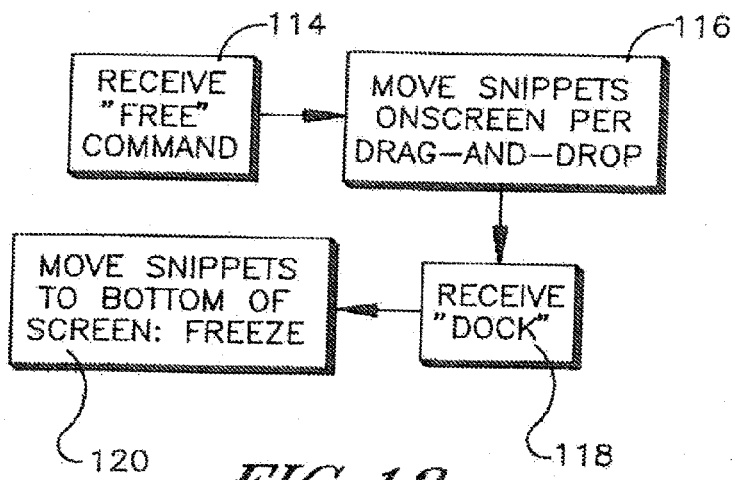 114
RECEIVE
"FREE"
COMMAND
116
MOVE SNIPPETS
ONSCREEN PER
DRAG-AND-DROP
MOVE SNIPPETS
TO BOTTOM OF
SCREEN: FREEZE
120
RECEIVE
"DOCK"
118